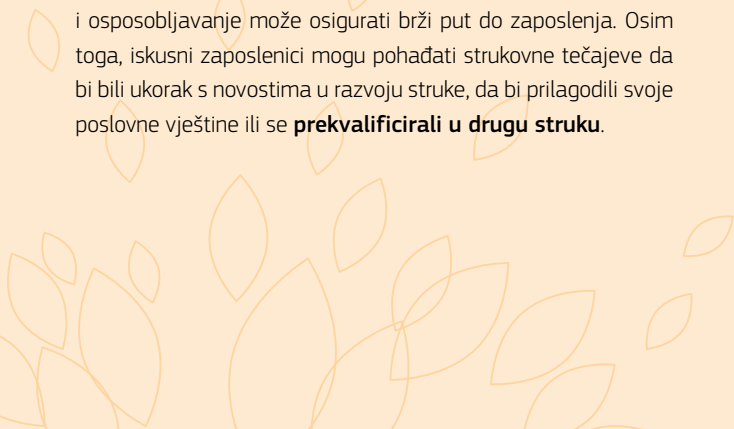 i osposobljavanje može osigurati brži put do zaposlenja. Osim
toga, iskusni zaposlenici mogu pohađati strukovne tečajeve da
bi bili ukorak s novostima u razvoju struke, da bi prilagodili svoje
poslovne vještine ili se prekvalificirali u drugu struku.